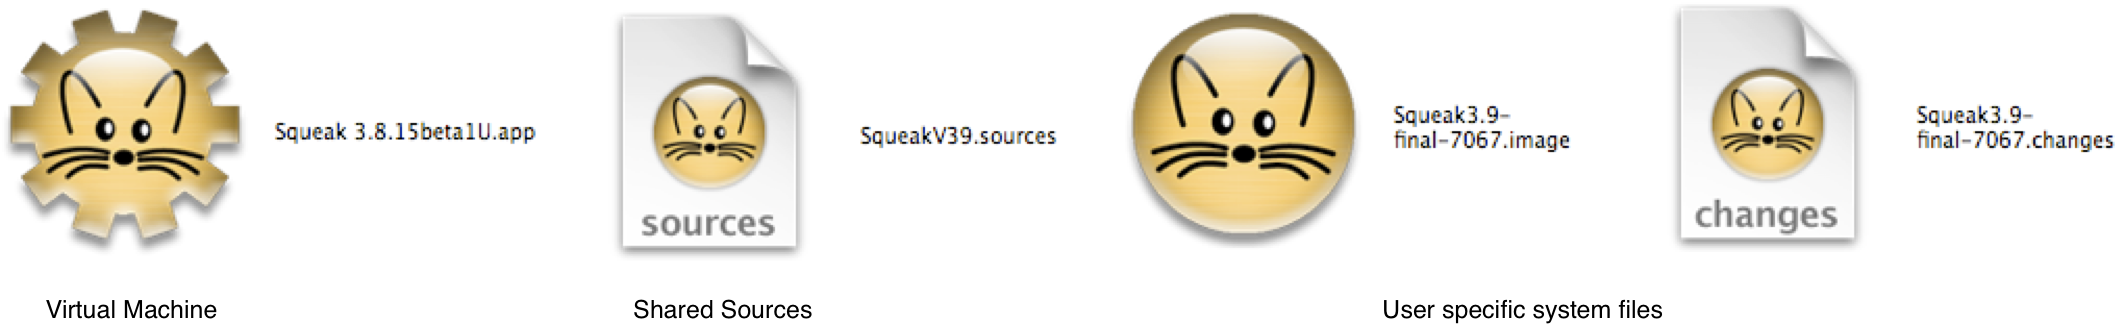 Squeak 3.8.15beta1U.app
sources
SqueakV39.sources
Squeak3.9-
final-7067.image
changes
Squeak3.9-
final-7067.changes
Virtual Machine
Shared Sources
User specific system files